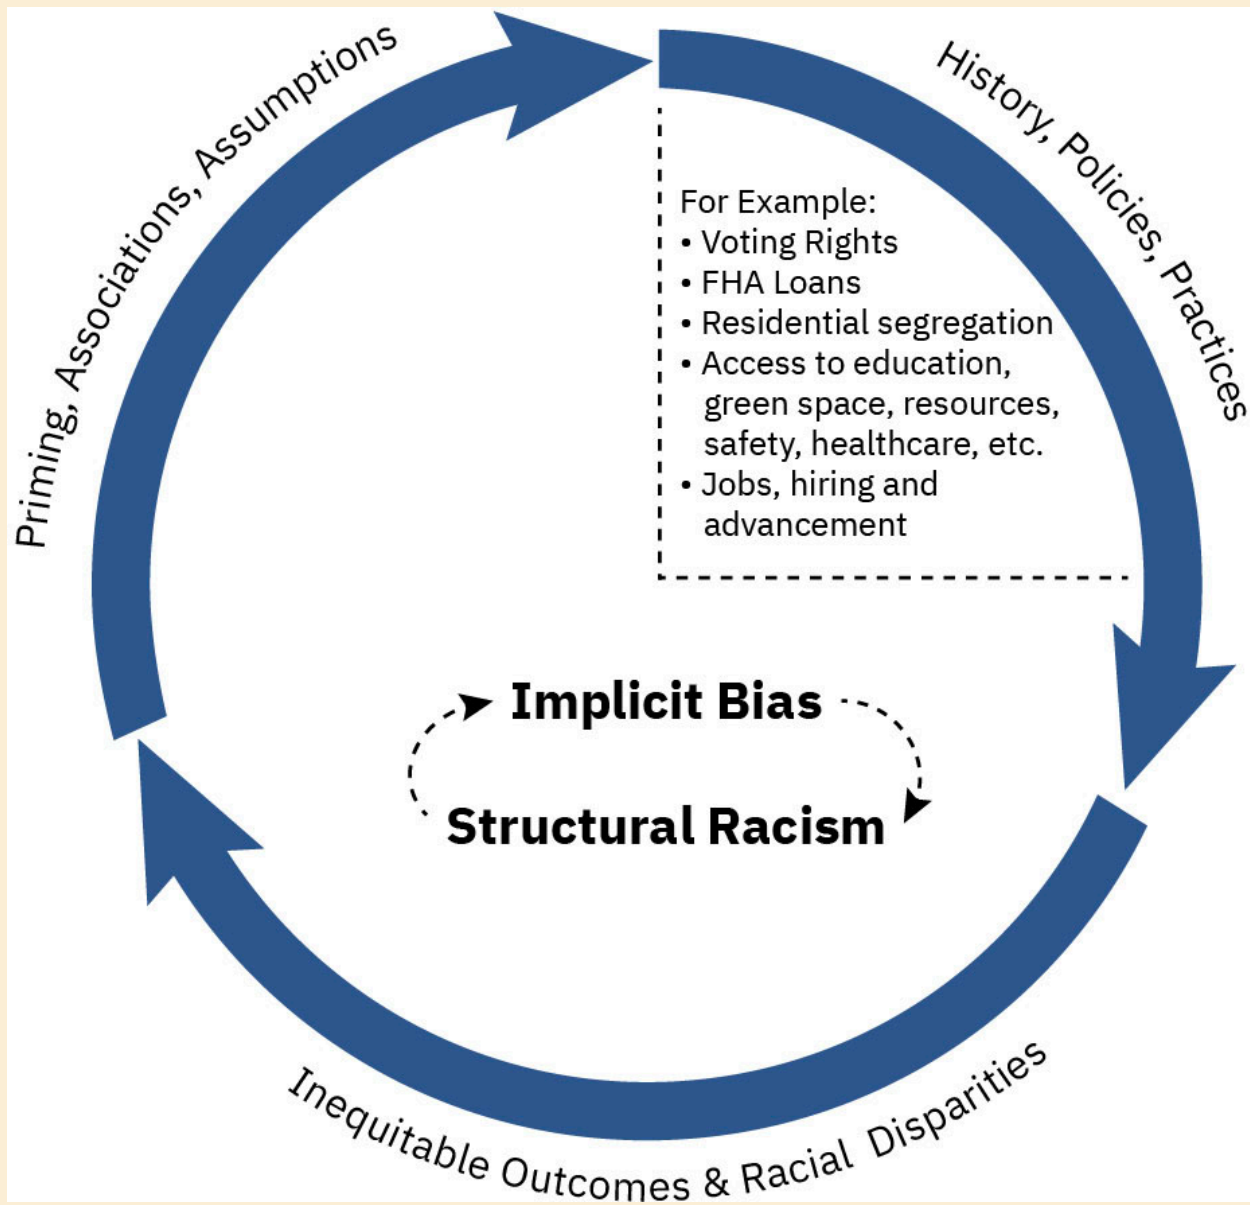 Priming, Associations, Assumptions
History, Policies, Practices
For Example:
• Voting Rights
• FHA Loans
• Residential segregation
• Access to education,
green space, resources,
safety, healthcare, etc.
• Jobs, hiring and
advancement
Implicit Bias
Structural Racism
Inequitable Outcomes & Racial Disparities